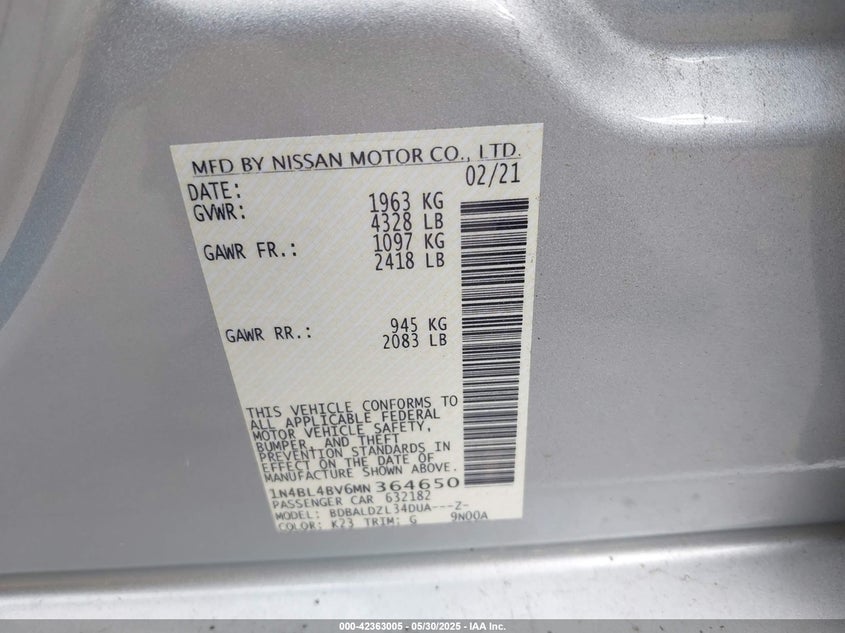 MFD BY NISSAN MOTOR CO., LTD.
DATE: 02/21
GVWR: 1963 KG
4328 LB
GAWR FR.: 1097 KG
2418 LB
GAWR RR.: 945 KG
2083 LB
THIS VEHICLE CONFORMS TO
ALL APPLICABLE FEDERAL
MOTOR VEHICLE SAFETY,
BUMPER, AND THEFT
PREVENTION STANDARDS IN
EFFECT ON THE DATE OF
MANUFACTURE SHOWN ABOVE.
1N4BL4BV6MN364650
PASSENGER CAR 632182
MODEL: BDBALDZL34DUA---Z-
COLOR: K23 TRIM: G 9N00A
000-42363005 - 05/30/2025 - IAA Inc.